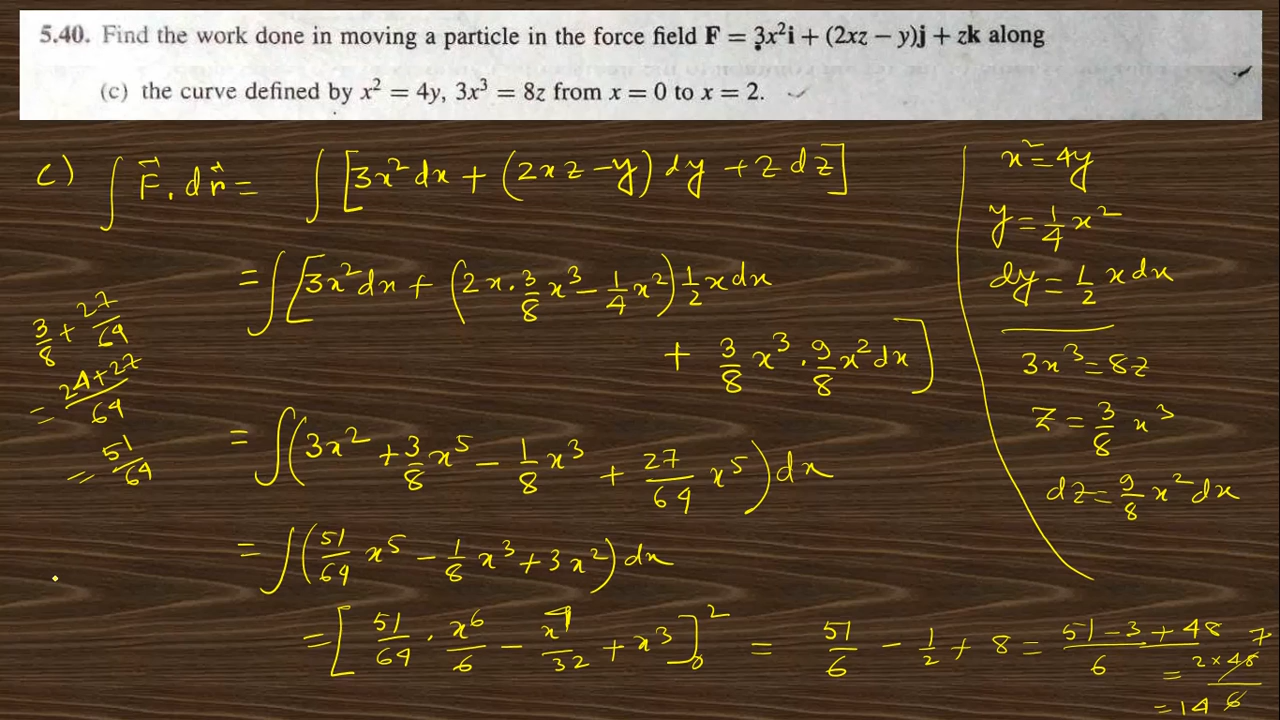 5.40. Find the work done in moving a particle in the force field F = 3x²i + (2xz − y)j + zk along
(c) the curve defined by x² = 4y, 3x³ = 8z from x = 0 to x = 2.
c) ∫ F⃗ . dr⃗ = ∫ [3x² dx + (2xz − y) dy + z dz]
= ∫ [3x² dx + (2x . 3/8 x³ − 1/4 x²) 1/2 x dx
+ 3/8 x³ . 9/8 x² dx]
= ∫ (3x² + 3/8 x⁵ − 1/8 x³ + 27/64 x⁵) dx
= ∫ (51/64 x⁵ − 1/8 x³ + 3x²) dx
= [51/64 . x⁶/6 − x⁴/32 + x³]₀² = 51/6 − 1/2 + 8 = (51 − 3 + 48)/6
= 2 × 48/6 7
= 14
3/8 + 27/64
= (24 + 27)/64
= 51/64
x² = 4y
y = 1/4 x²
dy = 1/2 x dx
3x³ = 8z
z = 3/8 x³
dz = 9/8 x² dx